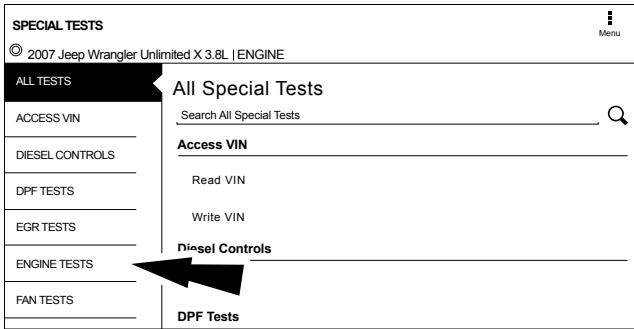 SPECIAL TESTS
Menu
2007 Jeep Wrangler Unlimited X 3.8L | ENGINE
ALL TESTS
ACCESS VIN
DIESEL CONTROLS
DPF TESTS
EGR TESTS
ENGINE TESTS
FAN TESTS
All Special Tests
Search All Special Tests
Access VIN
Read VIN
Write VIN
Diesel Controls
DPF Tests